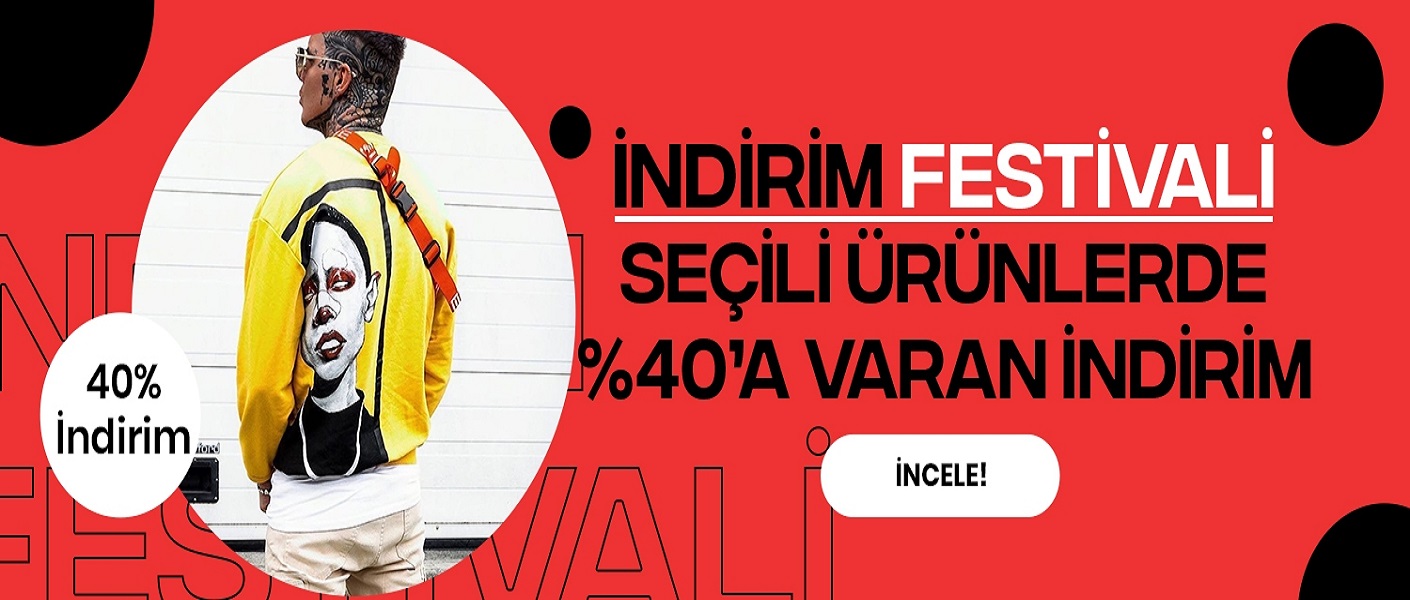 İNDİRİM FESTİVALİ
SEÇİLİ ÜRÜNLERDE
%40'A VARAN İNDİRİM
İNCELE!
40%
İndirim
FESTİVALİ